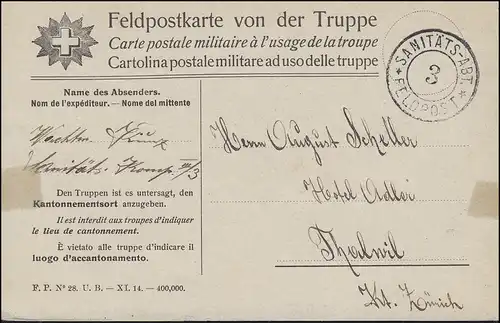 Feldpostkarte von der Truppe
Carte postale militaire à l'usage de la troupe
Cartolina postale militare ad uso delle truppe
SANITÄTS-ABT.
3
* FELDPOST *
Name des Absenders.
Nom de l'expéditeur. — Nome del mittente
Wachtm.
Sanitäts. Komp. III/3
Herrn August Scheller
Hotel Adler
Thalwil
Kt. Zürich
Den Truppen ist es untersagt, den
Kantonnementsort anzugeben.
Il est interdit aux troupes d'indiquer
le lieu de cantonnement.
È vietato alle truppe d'indicare il
luogo d'accantonamento.
F. P. Nº 28. U. B. — XI. 14. — 400,000.